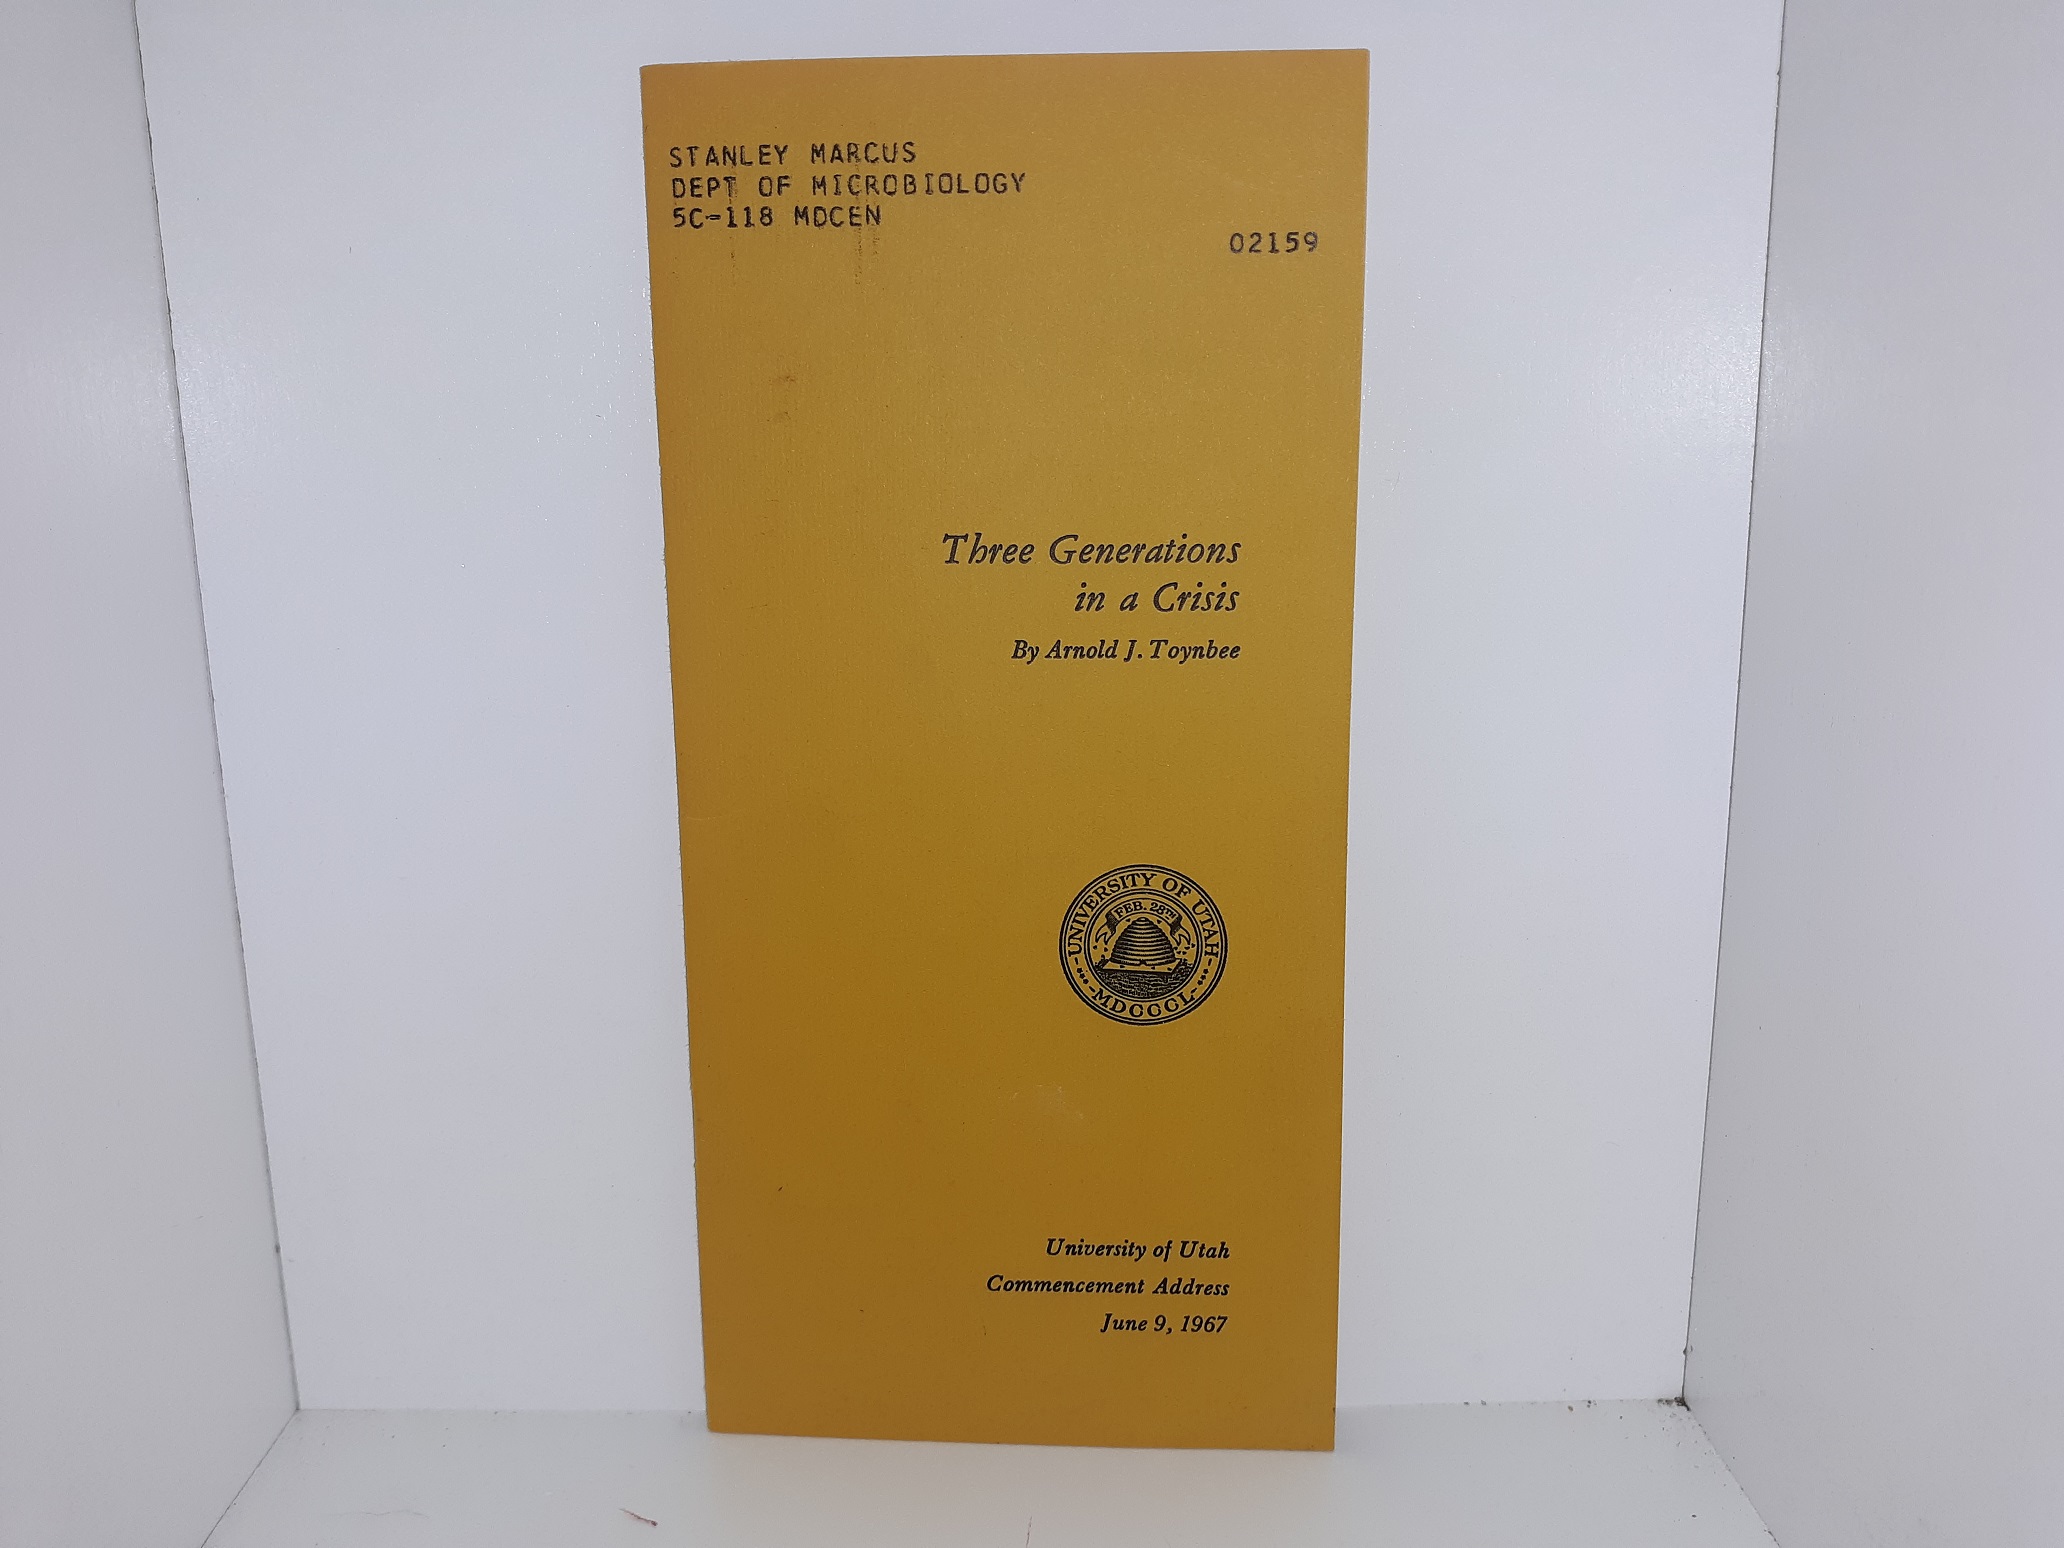 STANLEY MARCUS
DEPT OF MICROBIOLOGY
5C-118 MDCEN
02159
Three Generations
in a Crisis
By Arnold J. Toynbee
UNIVERSITY OF UTAH
FEB. 28TH
MDCCCL
University of Utah
Commencement Address
June 9, 1967